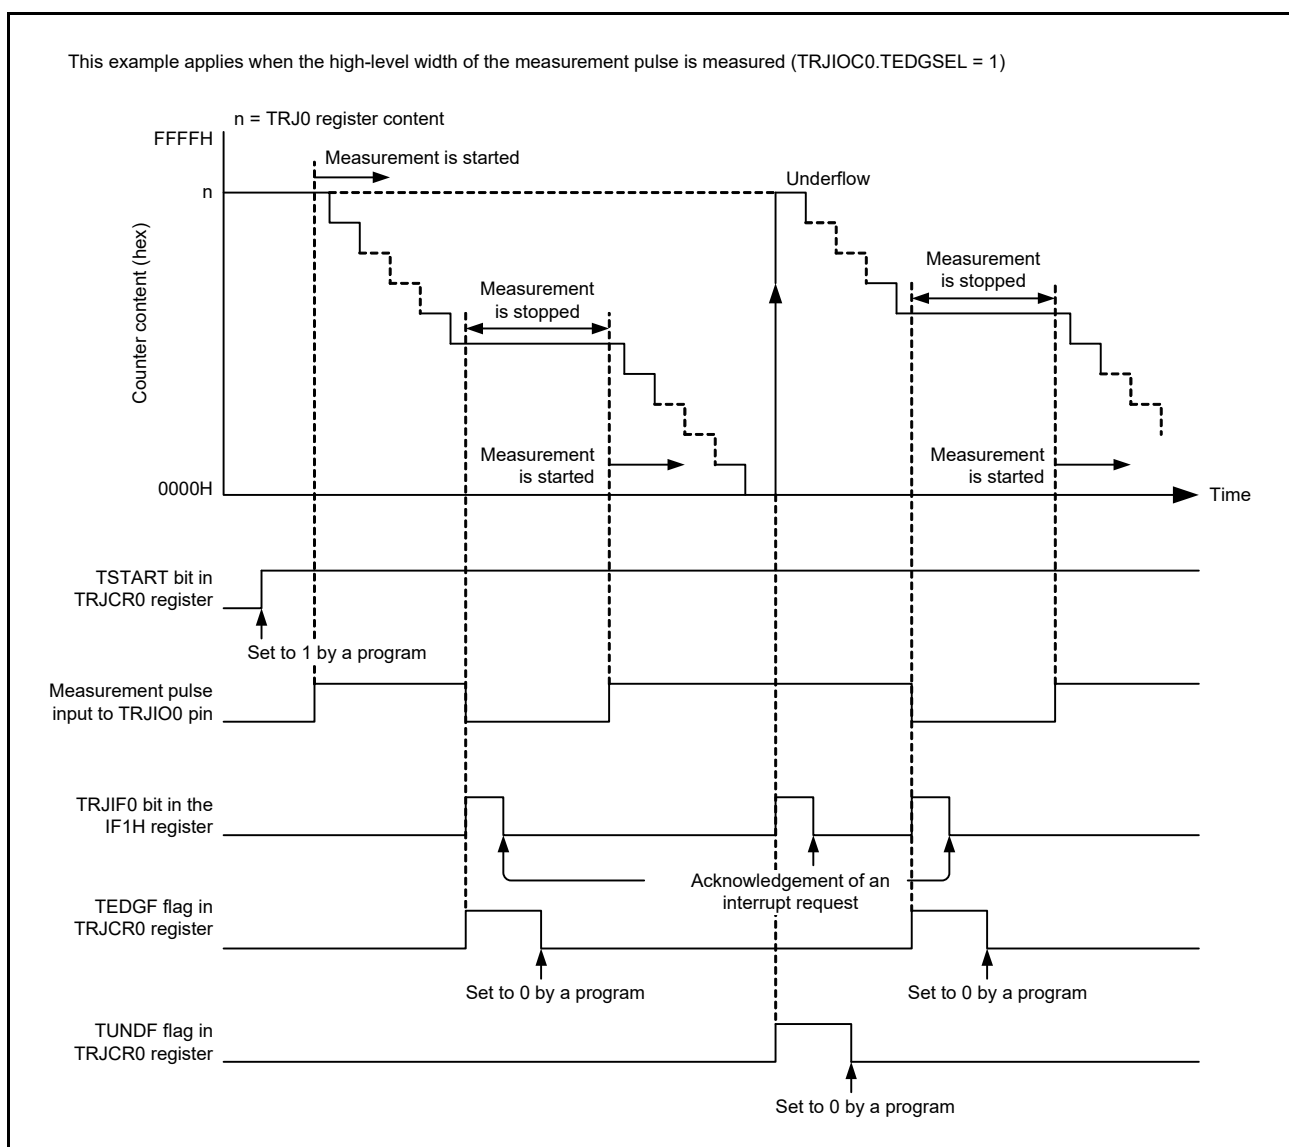 This example applies when the high-level width of the measurement pulse is measured (TRJIOC0.TEDGSEL = 1)
n = TRJ0 register content
FFFFH
Measurement is started
n
Underflow
Counter content (hex)
Measurement
is stopped
Measurement
is stopped
Measurement
is started
Measurement
is started
0000H
Time
TSTART bit in
TRJCR0 register
Set to 1 by a program
Measurement pulse
input to TRJIO0 pin
TRJIF0 bit in the
IF1H register
Acknowledgement of an
interrupt request
TEDGF flag in
TRJCR0 register
Set to 0 by a program
Set to 0 by a program
TUNDF flag in
TRJCR0 register
Set to 0 by a program